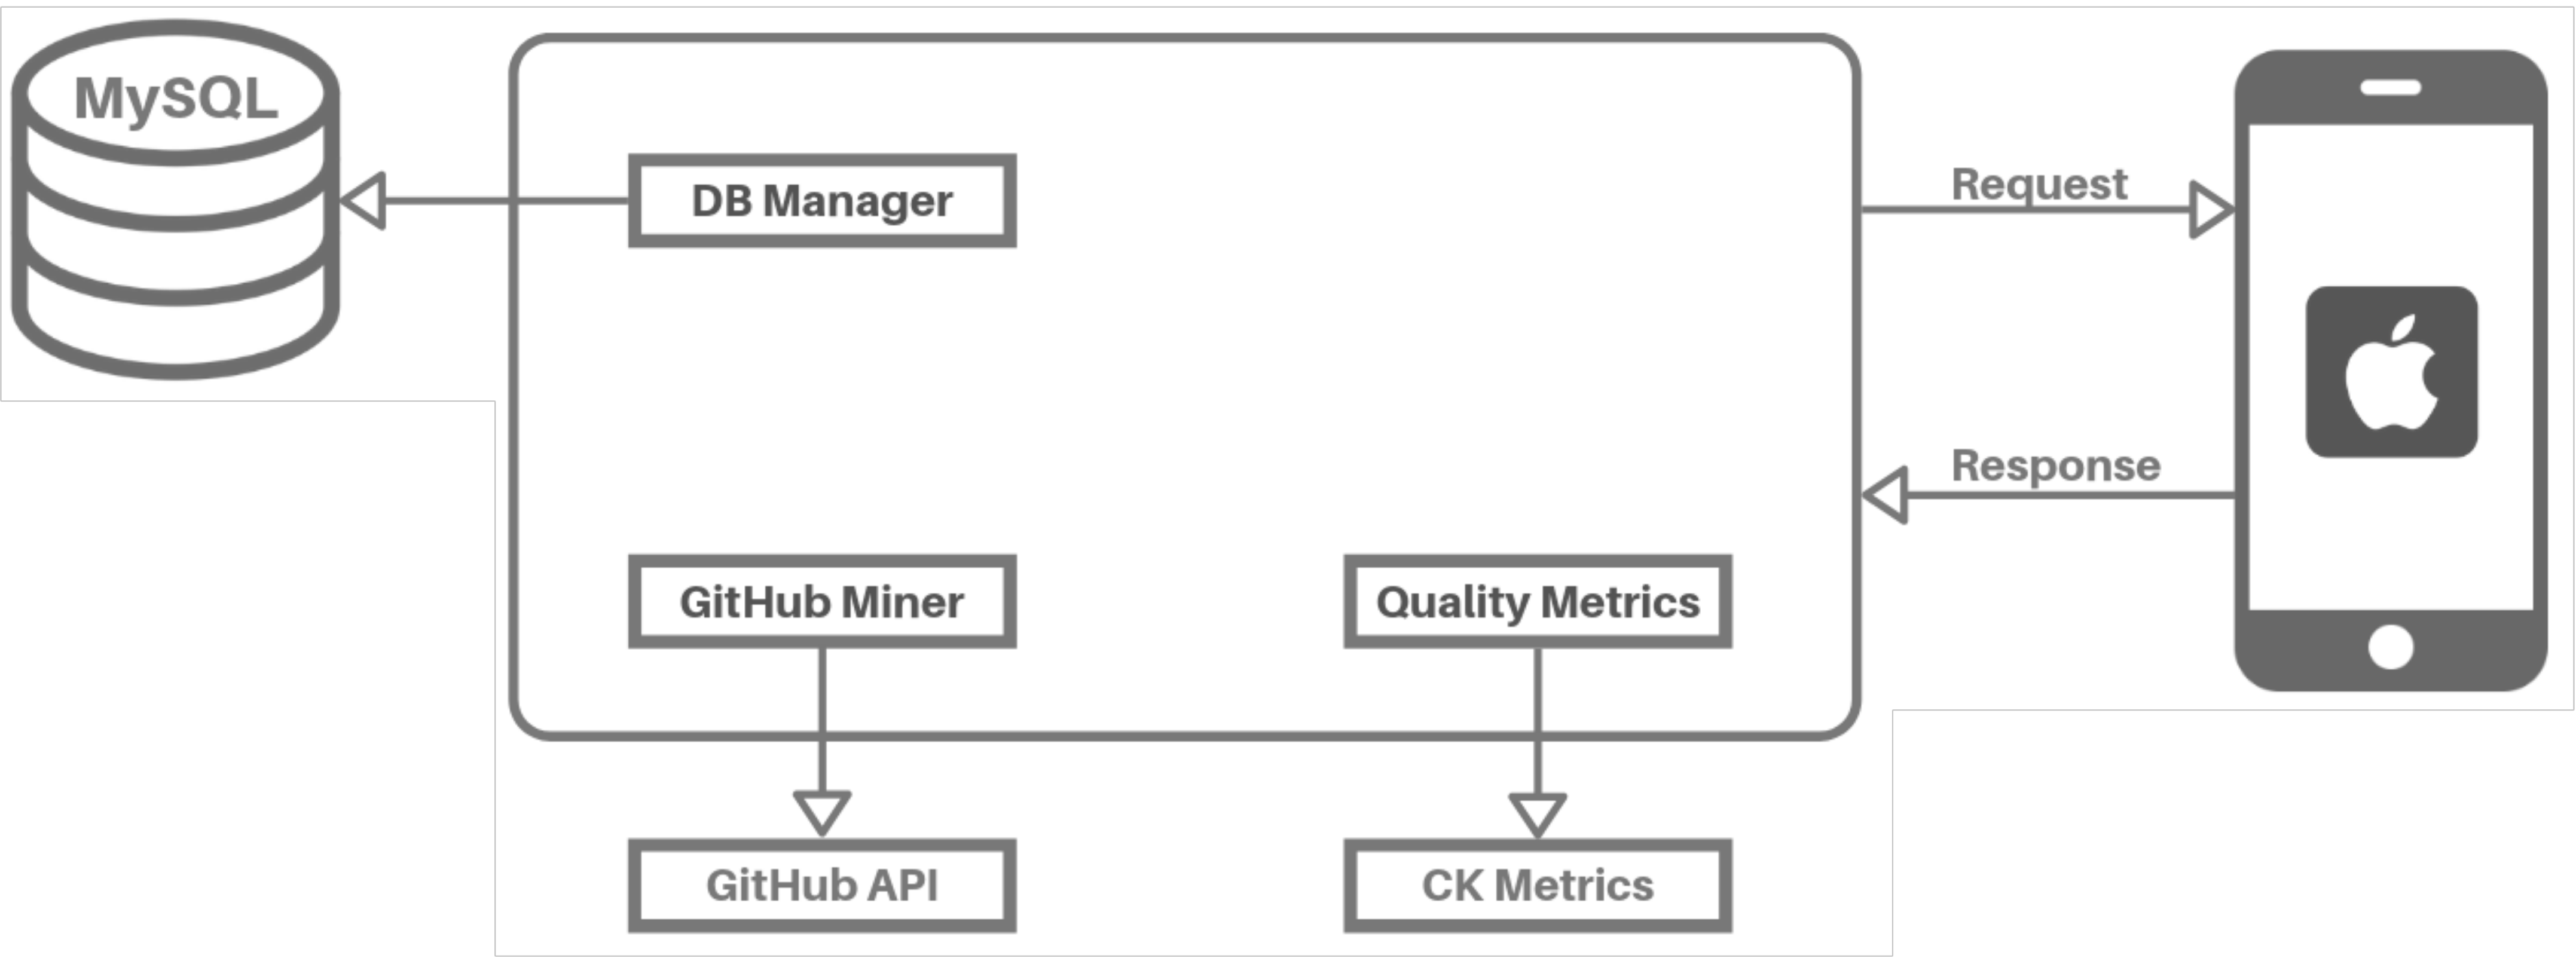 MySQL
DB Manager
Request
Response
GitHub Miner
Quality Metrics
GitHub API
CK Metrics